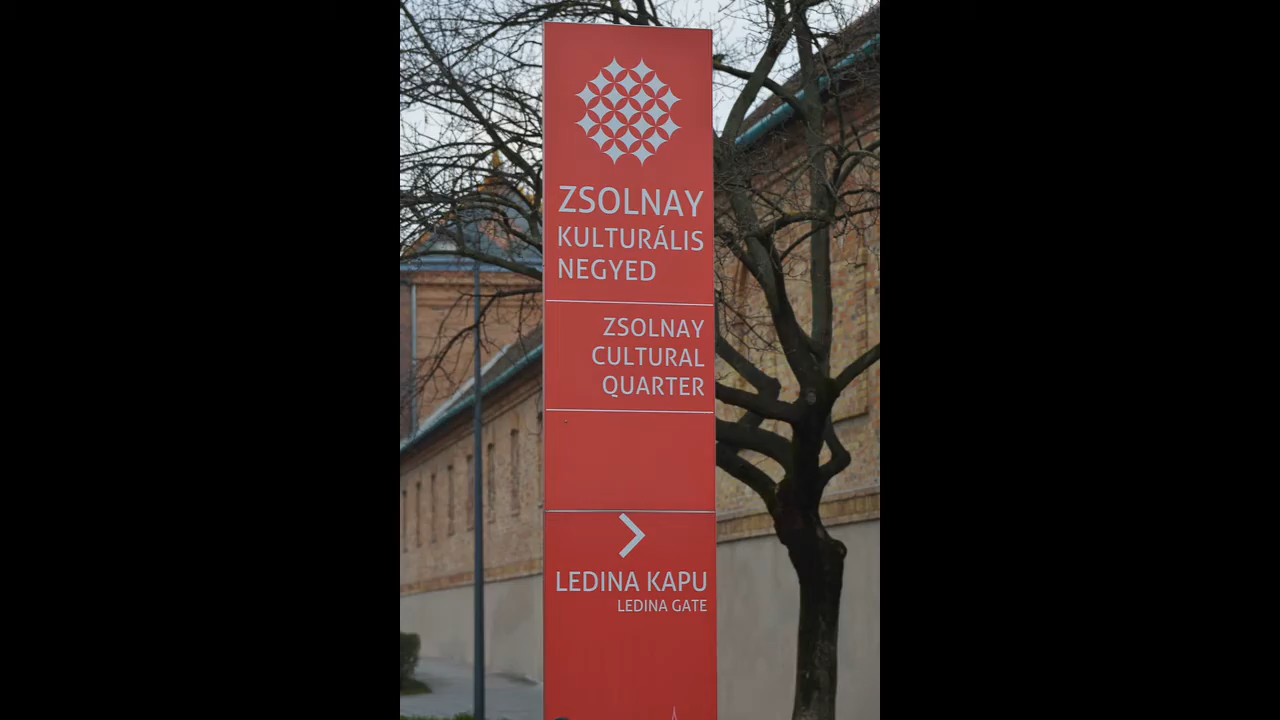 ZSOLNAY
KULTURÁLIS
NEGYED
ZSOLNAY
CULTURAL
QUARTER
LEDINA KAPU
LEDINA GATE